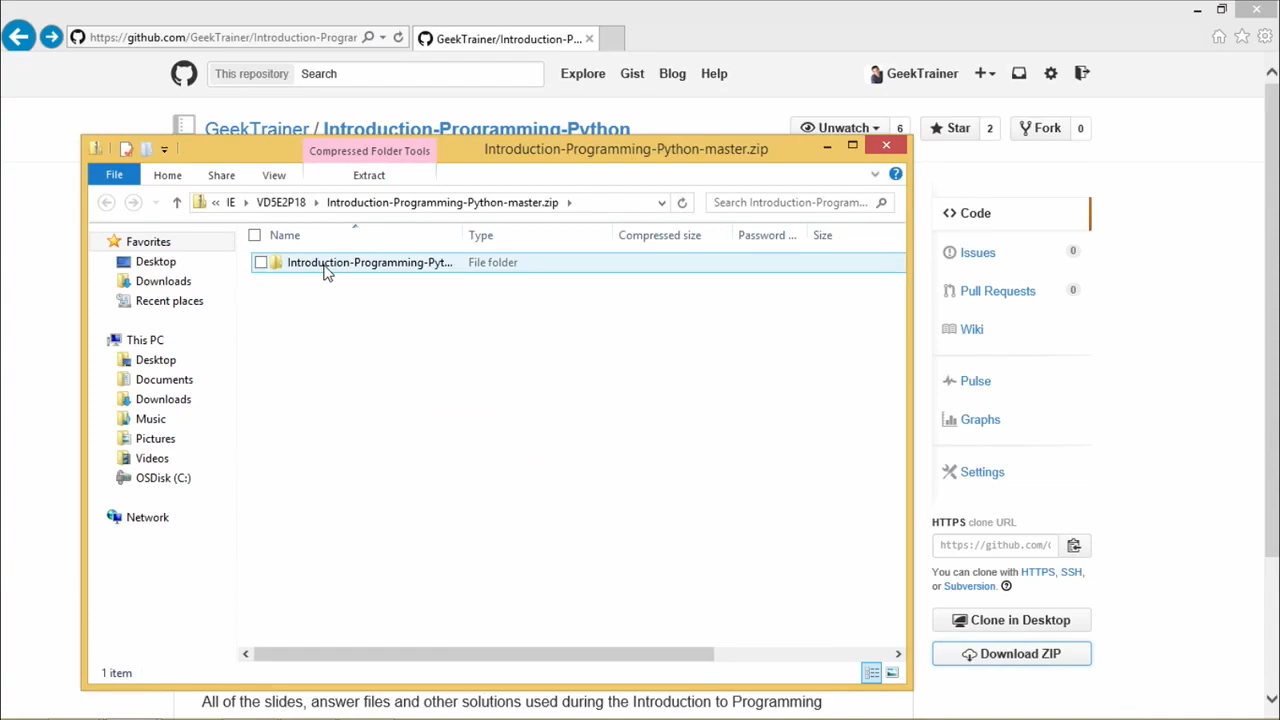 https://github.com/GeekTrainer/Introduction-Prograr
GeekTrainer/Introduction-P...
This repository
Search
Explore
Gist
Blog
Help
GeekTrainer
GeekTrainer / Introduction-Programming-Python
Unwatch
6
Star
2
Fork
0
Compressed Folder Tools
Introduction-Programming-Python-master.zip
File
Home
Share
View
Extract
« IE
VD5E2P18
Introduction-Programming-Python-master.zip
Search Introduction-Program...
Name
Type
Compressed size
Password ...
Size
Introduction-Programming-Pyt...
File folder
Favorites
Desktop
Downloads
Recent places
This PC
Desktop
Documents
Downloads
Music
Pictures
Videos
OSDisk (C:)
Network
1 item
Code
Issues
0
Pull Requests
0
Wiki
Pulse
Graphs
Settings
HTTPS clone URL
https://github.com/(
You can clone with HTTPS, SSH,
or Subversion.
Clone in Desktop
Download ZIP
All of the slides, answer files and other solutions used during the Introduction to Programming